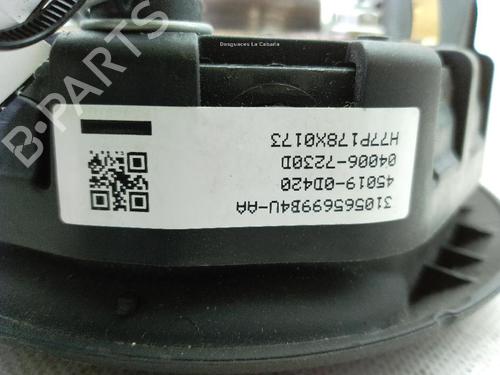 Desguaces La Cabaña
310565699B4U-AA
45019-0D420
04006-7230D
H77P178X0173
B-PARTS